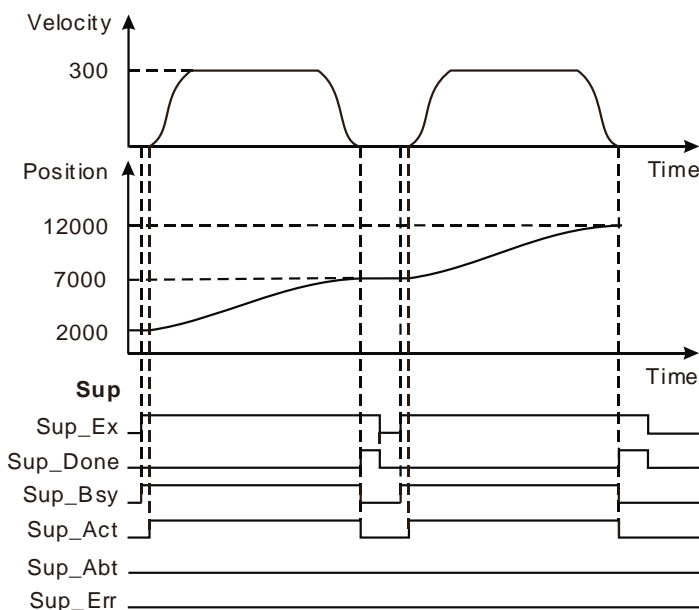 Velocity
300
Time
Position
12000
7000
2000
Time
Sup
Sup_Ex
Sup_Done
Sup_Bsy
Sup_Act
Sup_Abt
Sup_Err